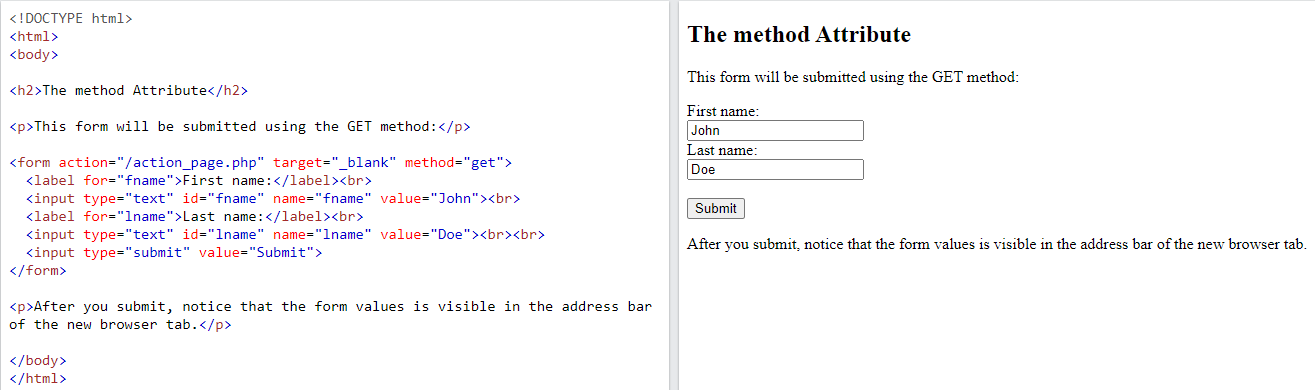 <!DOCTYPE html>
<html>
<body>
<h2>The method Attribute</h2>
<p>This form will be submitted using the GET method:</p>
<form action="/action_page.php" target="_blank" method="get">
  <label for="fname">First name:</label><br>
  <input type="text" id="fname" name="fname" value="John"><br>
  <label for="lname">Last name:</label><br>
  <input type="text" id="lname" name="lname" value="Doe"><br><br>
  <input type="submit" value="Submit">
</form>
<p>After you submit, notice that the form values is visible in the address bar
of the new browser tab.</p>
</body>
</html>
The method Attribute
This form will be submitted using the GET method:
First name:
John
Last name:
Doe
Submit
After you submit, notice that the form values is visible in the address bar of the new browser tab.